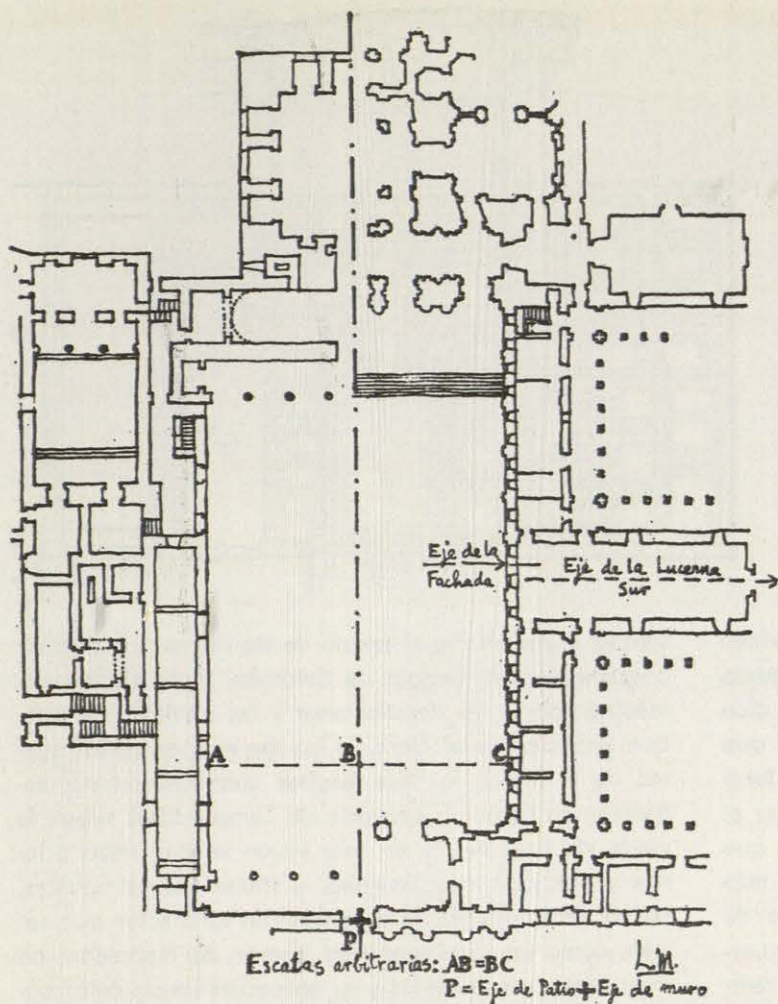 Eje de la
Fachada
Eje de la Lucerna
Sur
A
B
C
P
Escalas arbitrarias: AB=BC
L.M.
P=Eje de Patio+Eje de muro